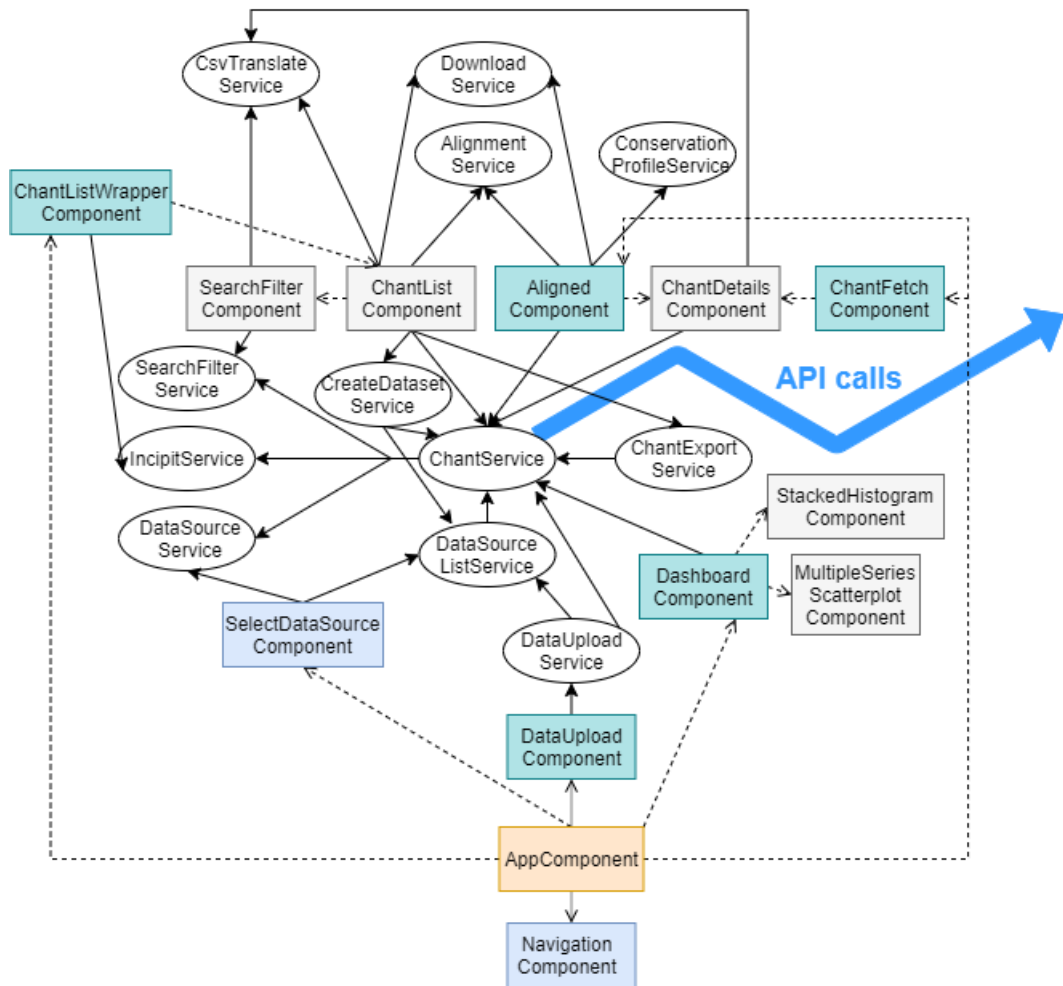 CsvTranslate
Service
Download
Service
Alignment
Service
Conservation
ProfileService
ChantListWrapper
Component
SearchFilter
Component
ChantList
Component
Aligned
Component
ChantDetails
Component
ChantFetch
Component
SearchFilter
Service
CreateDataset
Service
API calls
IncipitService
ChantService
ChantExport
Service
StackedHistogram
Component
DataSource
Service
DataSource
ListService
Dashboard
Component
MultipleSeries
Scatterplot
Component
SelectDataSource
Component
DataUpload
Service
DataUpload
Component
AppComponent
Navigation
Component